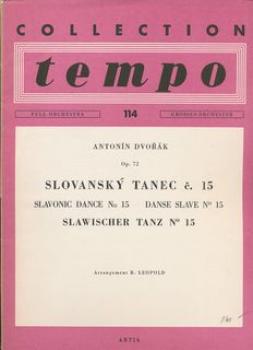 COLLECTION
tempo
FULL ORCHESTRA 114 GROSSES ORCHESTER
ANTONÍN DVOŘÁK
Op. 72
SLOVANSKÝ TANEC č. 15
SLAVONIC DANCE No 15 DANSE SLAVE Nº 15
SLAWISCHER TANZ Nº 15
Arrangement B. LEOPOLD
ARTIA